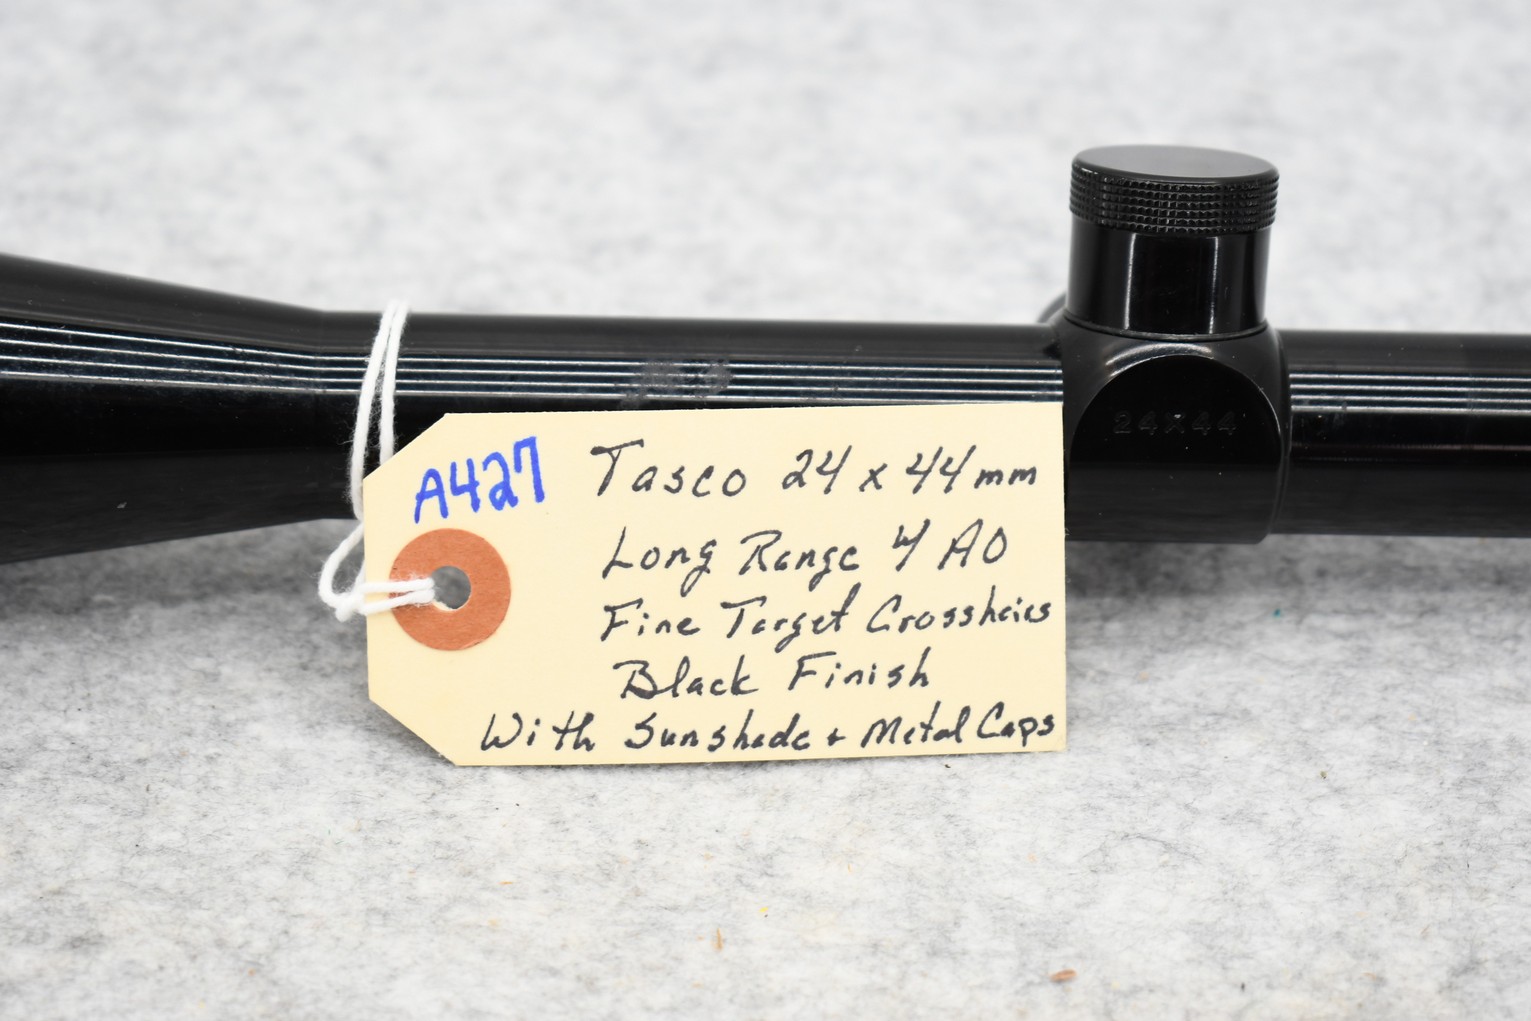 A427 Tasco 24 x 44mm
Long Range 4 AO
Fine Target Crosshairs
Black Finish
With Sunshade + Metal Caps
24X44